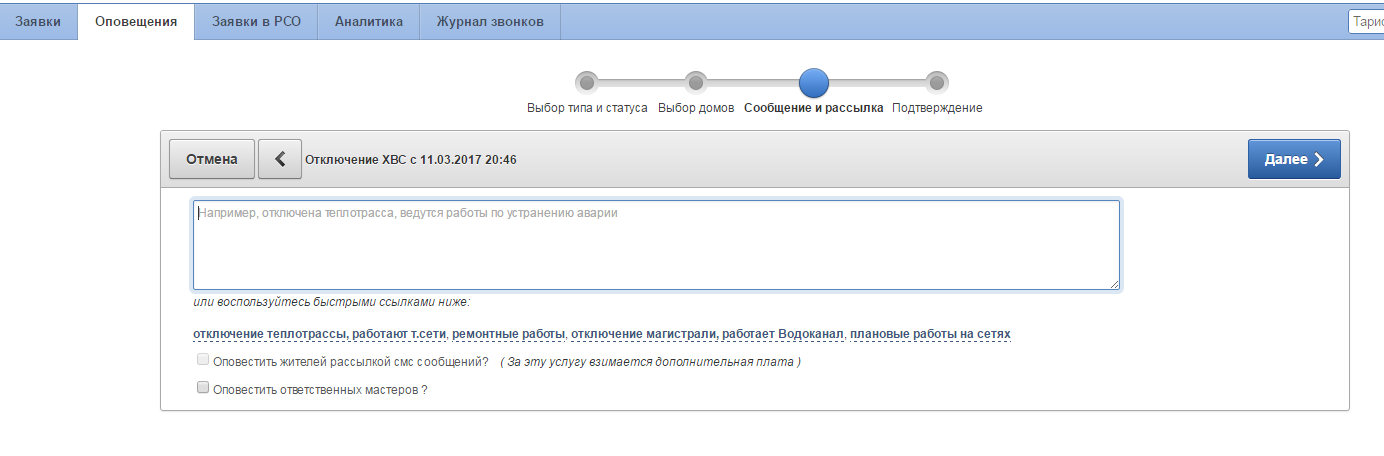 Заявки Оповещения Заявки в РСО Аналитика Журнал звонков
Выбор типа и статуса Выбор домов Сообщение и рассылка Подтверждение
Отмена Отключение ХВС с 11.03.2017 20:46 Далее
Например, отключена теплотрасса, ведутся работы по устранению аварии
или воспользуйтесь быстрыми ссылками ниже:
отключение теплотрассы, работают т.сети, ремонтные работы, отключение магистрали, работает Водоканал, плановые работы на сетях
Оповестить жителей рассылкой смс сообщений? ( За эту услугу взимается дополнительная плата )
Оповестить ответственных мастеров ?